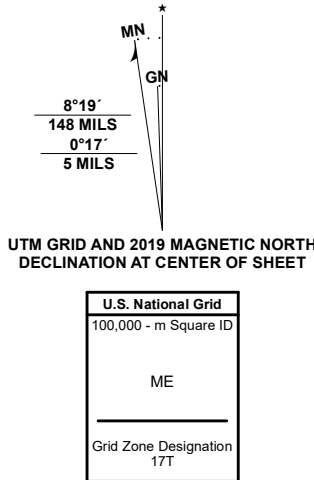 ★
MN
GN
8°19´
148 MILS
0°17´
5 MILS
UTM GRID AND 2019 MAGNETIC NORTH
DECLINATION AT CENTER OF SHEET
U.S. National Grid
100,000 - m Square ID
ME
Grid Zone Designation
17T